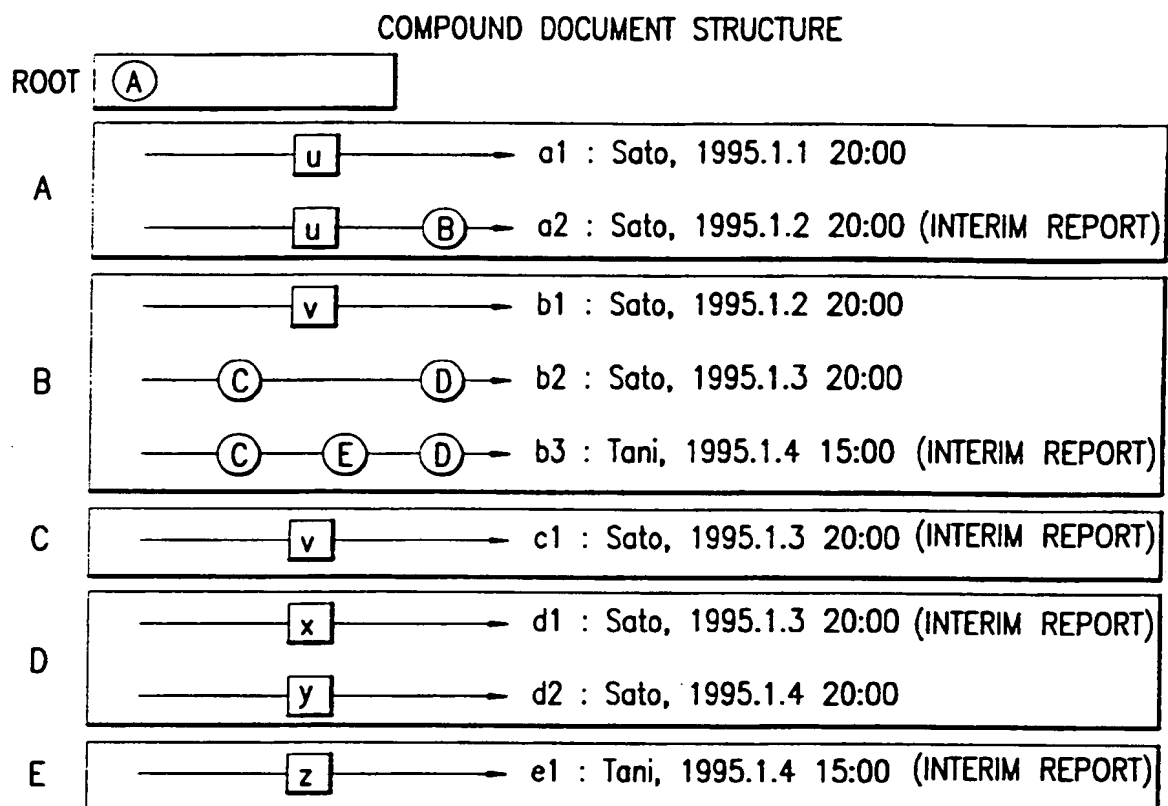 COMPOUND DOCUMENT STRUCTURE
ROOT A
A
u a1 : Sato, 1995.1.1 20:00
u B a2 : Sato, 1995.1.2 20:00 (INTERIM REPORT)
B
v b1 : Sato, 1995.1.2 20:00
C D b2 : Sato, 1995.1.3 20:00
C E D b3 : Tani, 1995.1.4 15:00 (INTERIM REPORT)
C v c1 : Sato, 1995.1.3 20:00 (INTERIM REPORT)
D
x d1 : Sato, 1995.1.3 20:00 (INTERIM REPORT)
y d2 : Sato, 1995.1.4 20:00
E z e1 : Tani, 1995.1.4 15:00 (INTERIM REPORT)